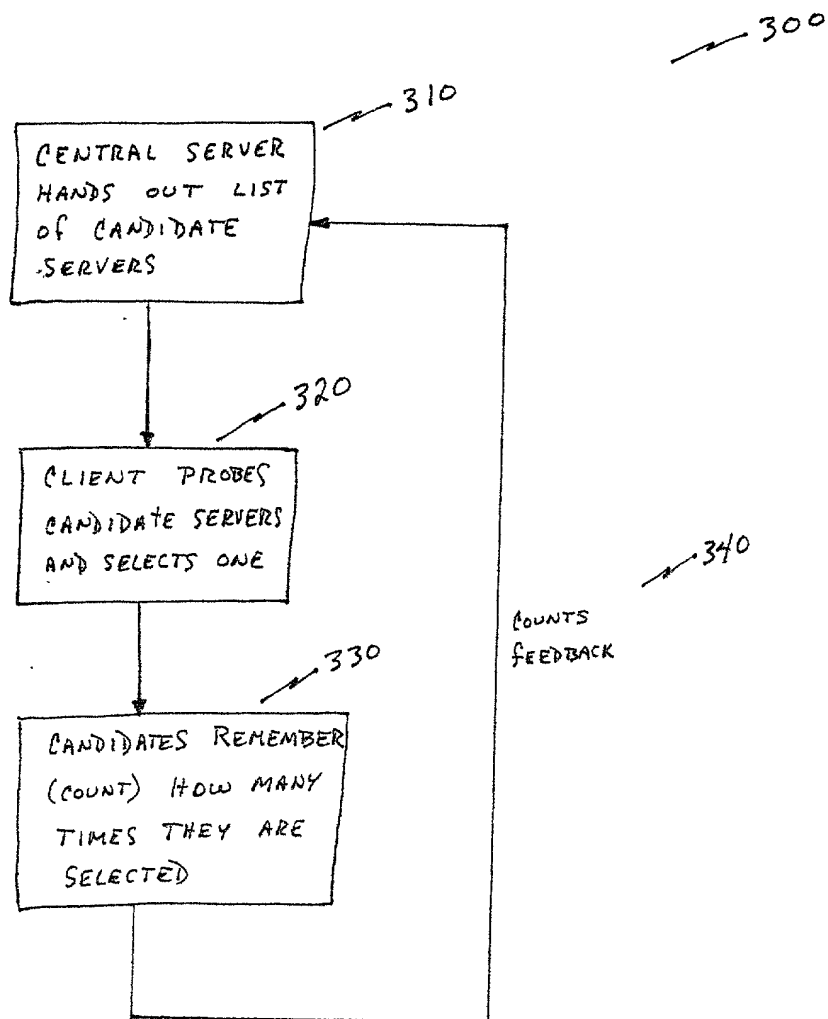 300
310
CENTRAL SERVER
HANDS OUT LIST
Of CANDIDATE
SERVERS
320
CLIENT PROBES
CANDIDATE SERVERS
AND SELECTS ONE
340
COUNTS
FEEDBACK
330
CANDIDATES REMEMBER
(COUNT) HOW MANY
TIMES THEY ARE
SELECTED